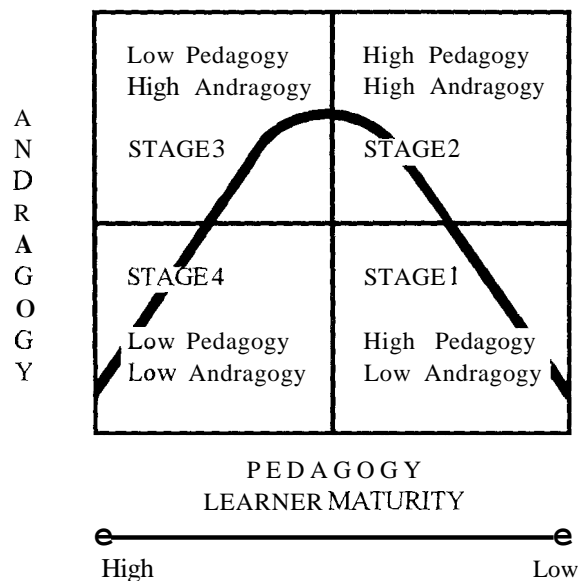 Low Pedagogy
High Andragogy
High Pedagogy
High Andragogy
ANDRAGOGY
STAGE3
STAGE2
STAGE4
STAGE1
Low Pedagogy
Low Andragogy
High Pedagogy
Low Andragogy
PEDAGOGY
LEARNER MATURITY
e e
High Low